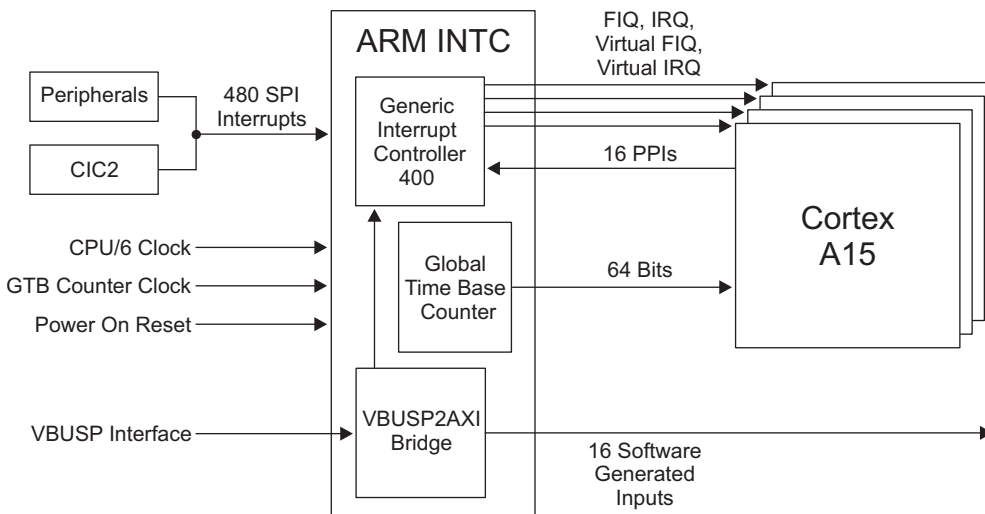 ARM INTC
FIQ, IRQ,
Virtual FIQ,
Virtual IRQ
Peripherals
480 SPI
Interrupts
CIC2
Generic
Interrupt
Controller
400
16 PPIs
Cortex
A15
CPU/6 Clock
GTB Counter Clock
Power On Reset
Global
Time Base
Counter
64 Bits
VBUSP Interface
VBUSP2AXI
Bridge
16 Software
Generated
Inputs